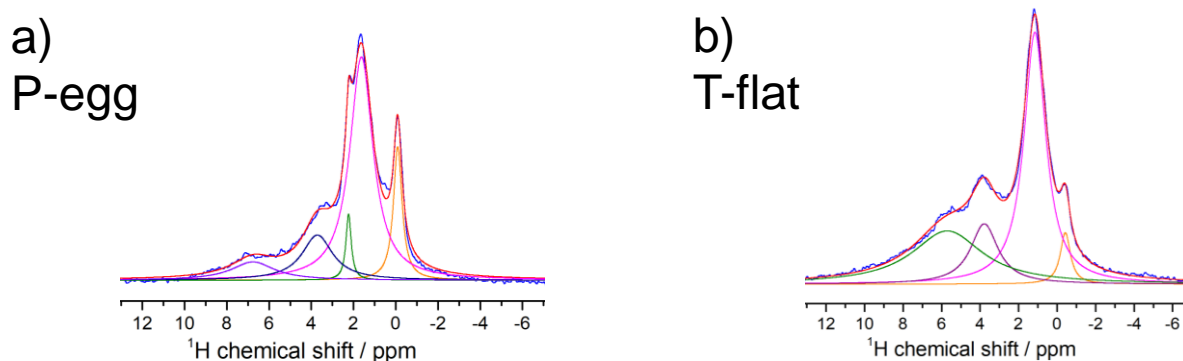 a)
P-egg
12 10 8 6 4 2 0 -2 -4 -6
¹H chemical shift / ppm
b)
T-flat
12 10 8 6 4 2 0 -2 -4 -6
¹H chemical shift / ppm